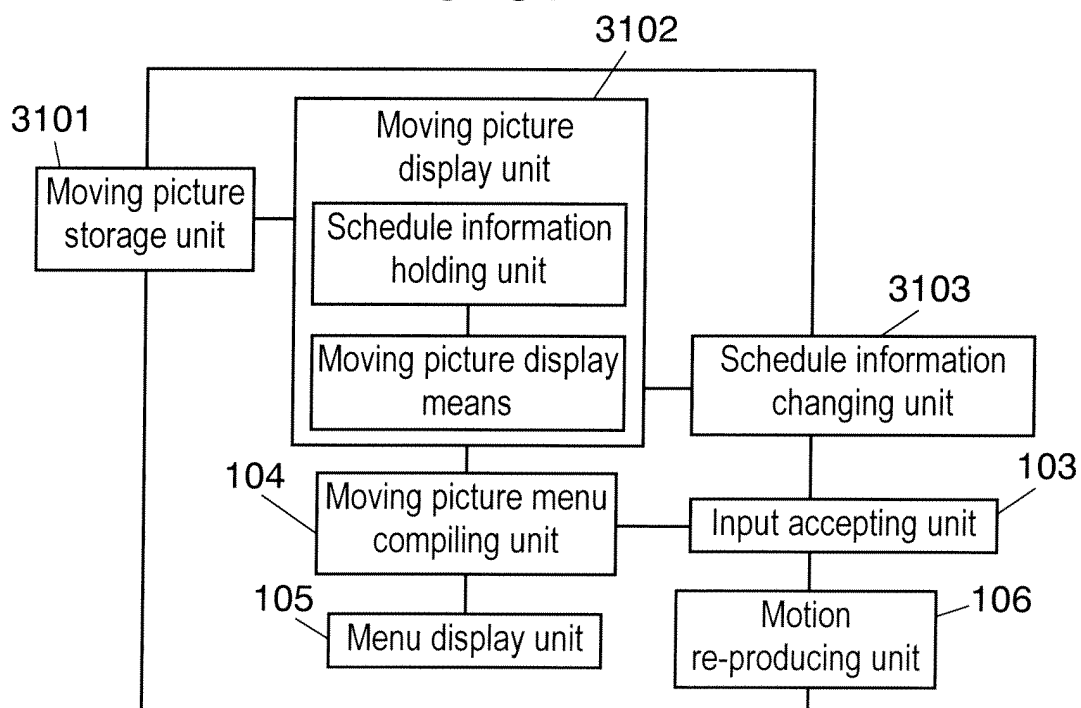 3102
3101
Moving picture
display unit
Moving picture
storage unit
Schedule information
holding unit
3103
Moving picture display
means
Schedule information
changing unit
104
Moving picture menu
compiling unit
103
Input accepting unit
105
Menu display unit
106
Motion
re-producing unit